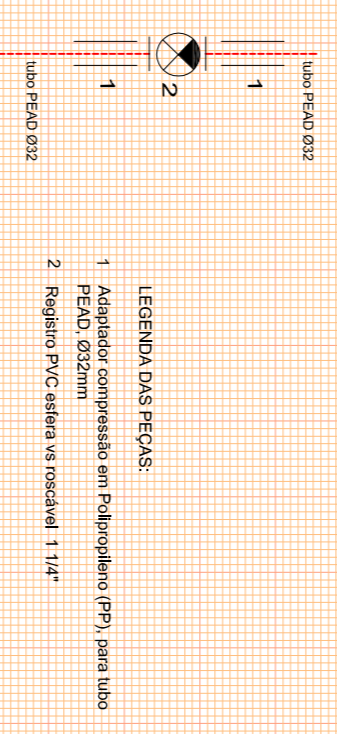 tubo PEAD Ø32
1
2
1
tubo PEAD Ø32
LEGENDA DAS PEÇAS:
1 Adaptador compressão em Polipropileno (PP), para tubo
PEAD, Ø32mm
2 Registro PVC esfera vs roscável 1 1/4"